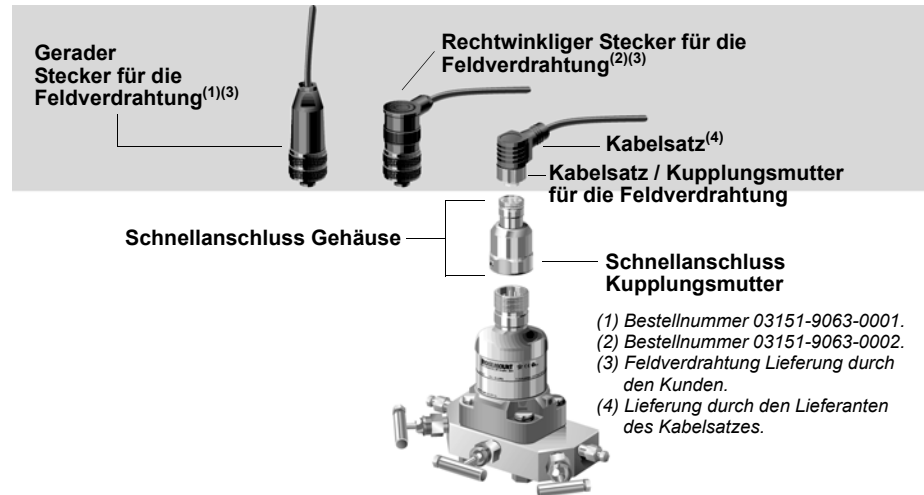 Gerader
Stecker für die
Feldverdrahtung(1)(3)
Rechtwinkliger Stecker für die
Feldverdrahtung(2)(3)
Kabelsatz(4)
Kabelsatz / Kupplungsmutter
für die Feldverdrahtung
Schnellanschluss Gehäuse
Schnellanschluss
Kupplungsmutter
(1) Bestellnummer 03151-9063-0001.
(2) Bestellnummer 03151-9063-0002.
(3) Feldverdrahtung Lieferung durch
den Kunden.
(4) Lieferung durch den Lieferanten
des Kabelsatzes.